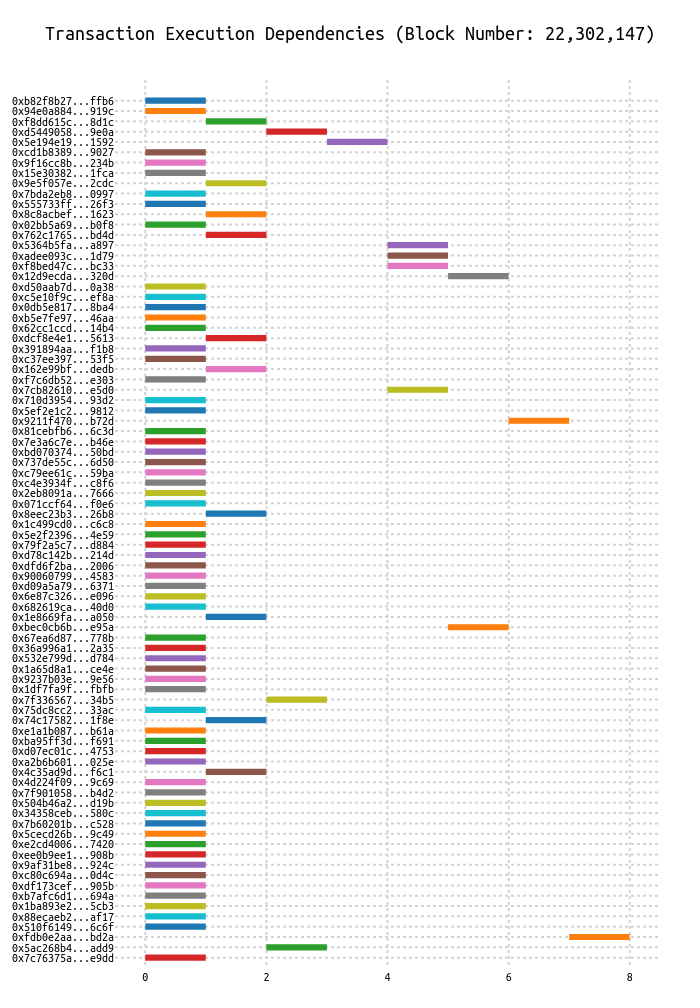 Transaction Execution Dependencies (Block Number: 22,302,147)
0xb82f8b27...ffb6
0x94e0a884...919c
0xf8dd615c...8d1c
0xd5449058...9e0a
0x5e194e19...1592
0xcd1b8389...9027
0x9f16cc8b...234b
0x15e30382...1fca
0x9e5f057e...2cdc
0x7bda2eb8...0997
0x555733ff...26f3
0x8c8acbef...1623
0x02bb5a69...b0f8
0x762c1765...bd4d
0x5364b5fa...a897
0xadee093c...1d79
0xf8bed47c...bc33
0x12d9ecda...320d
0xd50aab7d...0a38
0xc5e10f9c...ef8a
0x0db5e817...8ba4
0xb5e7fe97...46aa
0x62cc1ccd...14b4
0xdcf8e4e1...5613
0x391894aa...f1b8
0xc37ee397...53f5
0x162e99bf...dedb
0xf7c6db52...e303
0x7cb82610...e5d0
0x710d3954...93d2
0x5ef2e1c2...9812
0x9211f470...b72d
0x81cebfb6...6c3d
0x7e3a6c7e...b46e
0xbd070374...50bd
0x737de55c...6d50
0xc79ee61c...59ba
0xc4e3934f...c8f6
0x2eb8091a...7666
0x071ccf64...f0e6
0x8eec23b3...26b8
0x1c499cd0...c6c8
0x5e2f2396...4e59
0x79f2a5c7...d884
0xd78c142b...214d
0xdfd6f2ba...2006
0x90060799...4583
0xd09a5a79...6371
0x6e87c326...e096
0x682619ca...40d0
0x1e8669fa...a050
0xbec0cb6b...e95a
0x67ea6d87...778b
0x36a996a1...2a35
0x532e799d...d784
0x1a65d8a1...ce4e
0x9237b03e...9e56
0x1df7fa9f...fbfb
0x7f336567...34b5
0x75dc8cc2...33ac
0x74c17582...1f8e
0xe1a1b087...b61a
0xba95ff3d...f691
0xd07ec01c...4753
0xa2b6b601...025e
0x4c35ad9d...f6c1
0x4d224f09...9c69
0x7f901058...b4d2
0x504b46a2...d19b
0x34358ceb...580c
0x7b60201b...c528
0x5cecd26b...9c49
0xe2cd4006...7420
0xee0b9ee1...908b
0x9af31be8...924c
0xc80c694a...0d4c
0xdf173cef...905b
0xb7afc6d1...694a
0x1ba893e2...5cb3
0x88ecaeb2...af17
0x510f6149...6c6f
0xfdb0e2aa...bd2a
0x5ac268b4...add9
0x7c76375a...e9dd
0 2 4 6 8